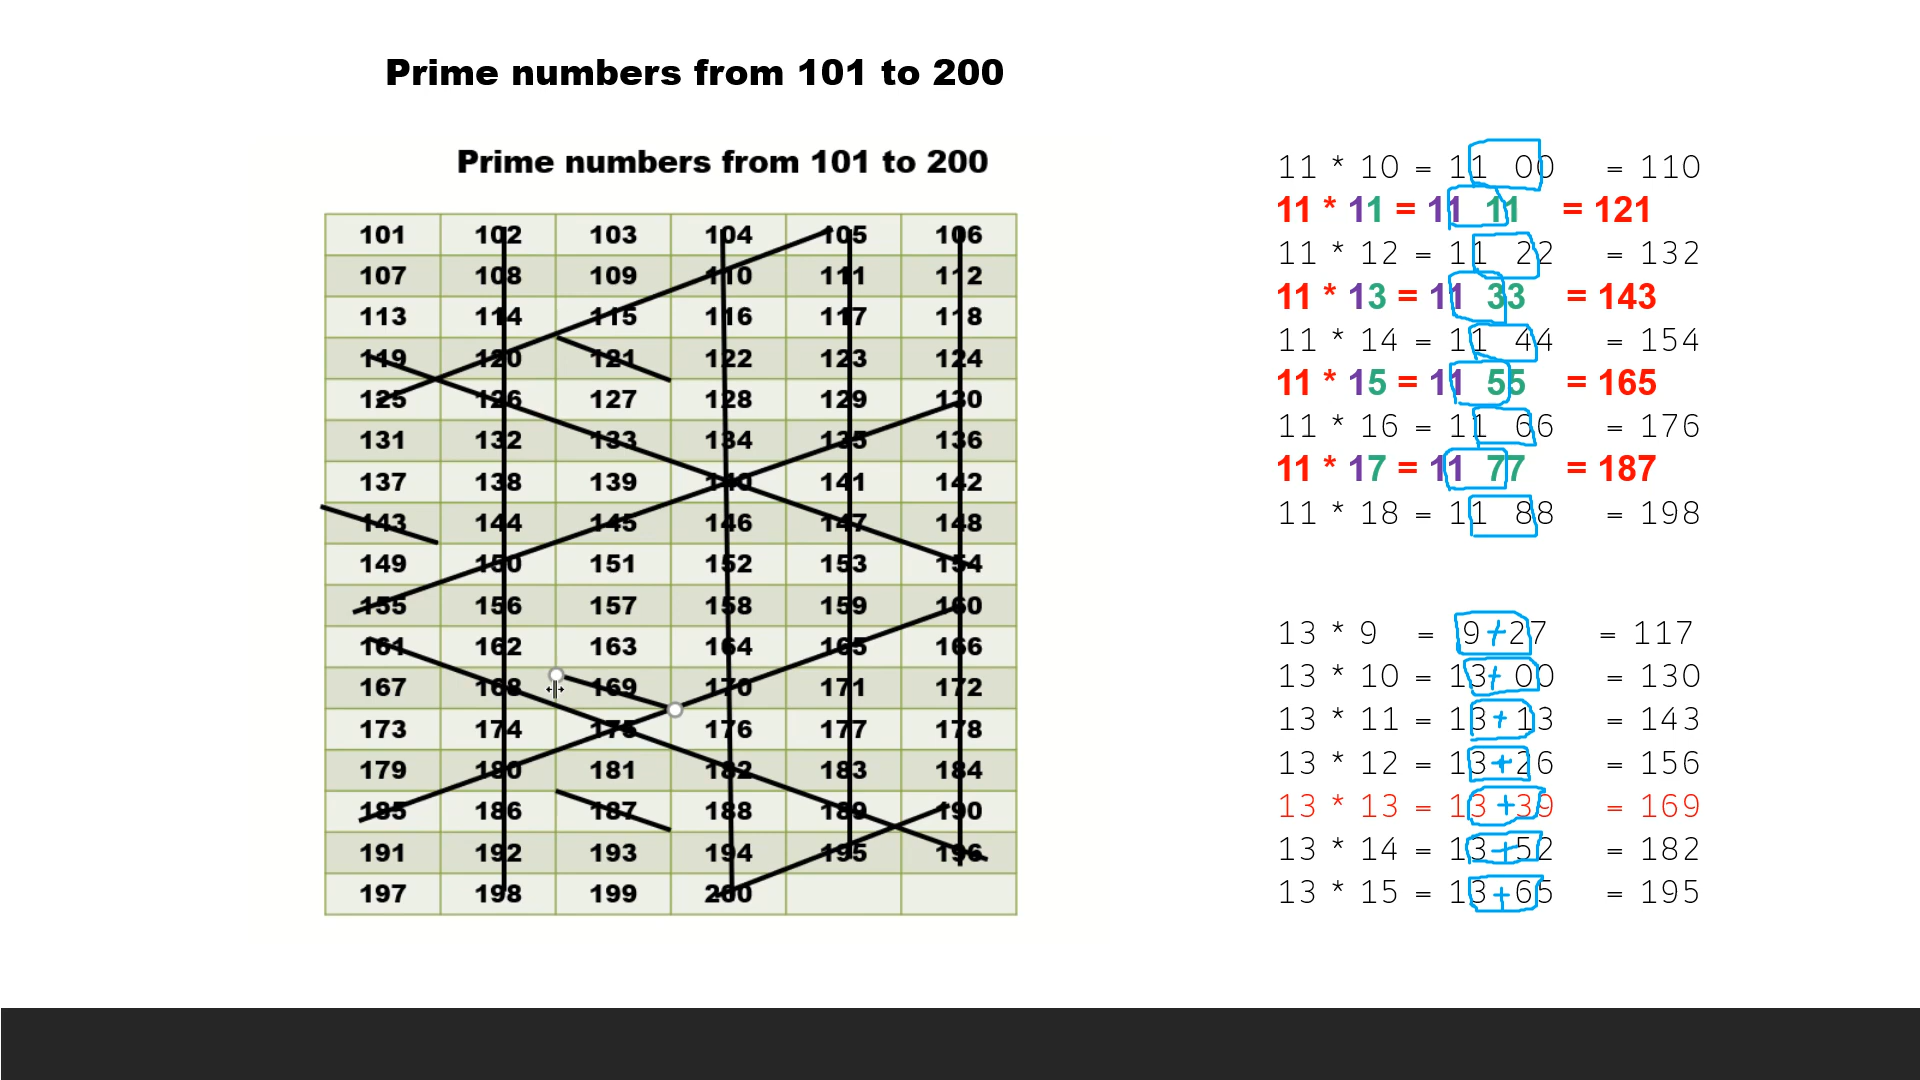 Prime numbers from 101 to 200
Prime numbers from 101 to 200
101 102 103 104 105 106
107 108 109 110 111 112
113 114 115 116 117 118
119 120 121 122 123 124
125 126 127 128 129 130
131 132 133 134 135 136
137 138 139 140 141 142
143 144 145 146 147 148
149 150 151 152 153 154
155 156 157 158 159 160
161 162 163 164 165 166
167 168 169 170 171 172
173 174 175 176 177 178
179 180 181 182 183 184
185 186 187 188 189 190
191 192 193 194 195 196
197 198 199 200
11 * 10 = 11 00 = 110
11 * 11 = 11 11 = 121
11 * 12 = 11 22 = 132
11 * 13 = 11 33 = 143
11 * 14 = 11 44 = 154
11 * 15 = 11 55 = 165
11 * 16 = 11 66 = 176
11 * 17 = 11 77 = 187
11 * 18 = 11 88 = 198
13 * 9 = 9+27 = 117
13 * 10 = 13+ 00 = 130
13 * 11 = 13+13 = 143
13 * 12 = 13+26 = 156
13 * 13 = 13+39 = 169
13 * 14 = 13+52 = 182
13 * 15 = 13+65 = 195